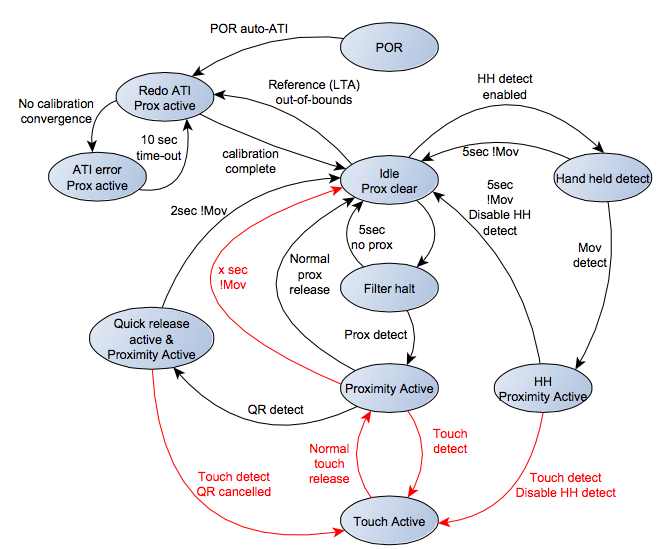 POR auto-ATI
POR
Redo ATI
Prox active
Reference (LTA)
out-of-bounds
HH detect
enabled
No calibration
convergence
10 sec
time-out
calibration
complete
5sec !Mov
ATI error
Prox active
Idle
Prox clear
Hand held detect
5sec
!Mov
Disable HH
detect
2sec !Mov
5sec
no prox
x sec
!Mov
Normal
prox
release
Mov
detect
Filter halt
Quick release
active &
Proximity Active
Prox detect
Proximity Active
HH
Proximity Active
QR detect
Normal
touch
release
Touch
detect
Touch detect
QR cancelled
Touch detect
Disable HH detect
Touch Active